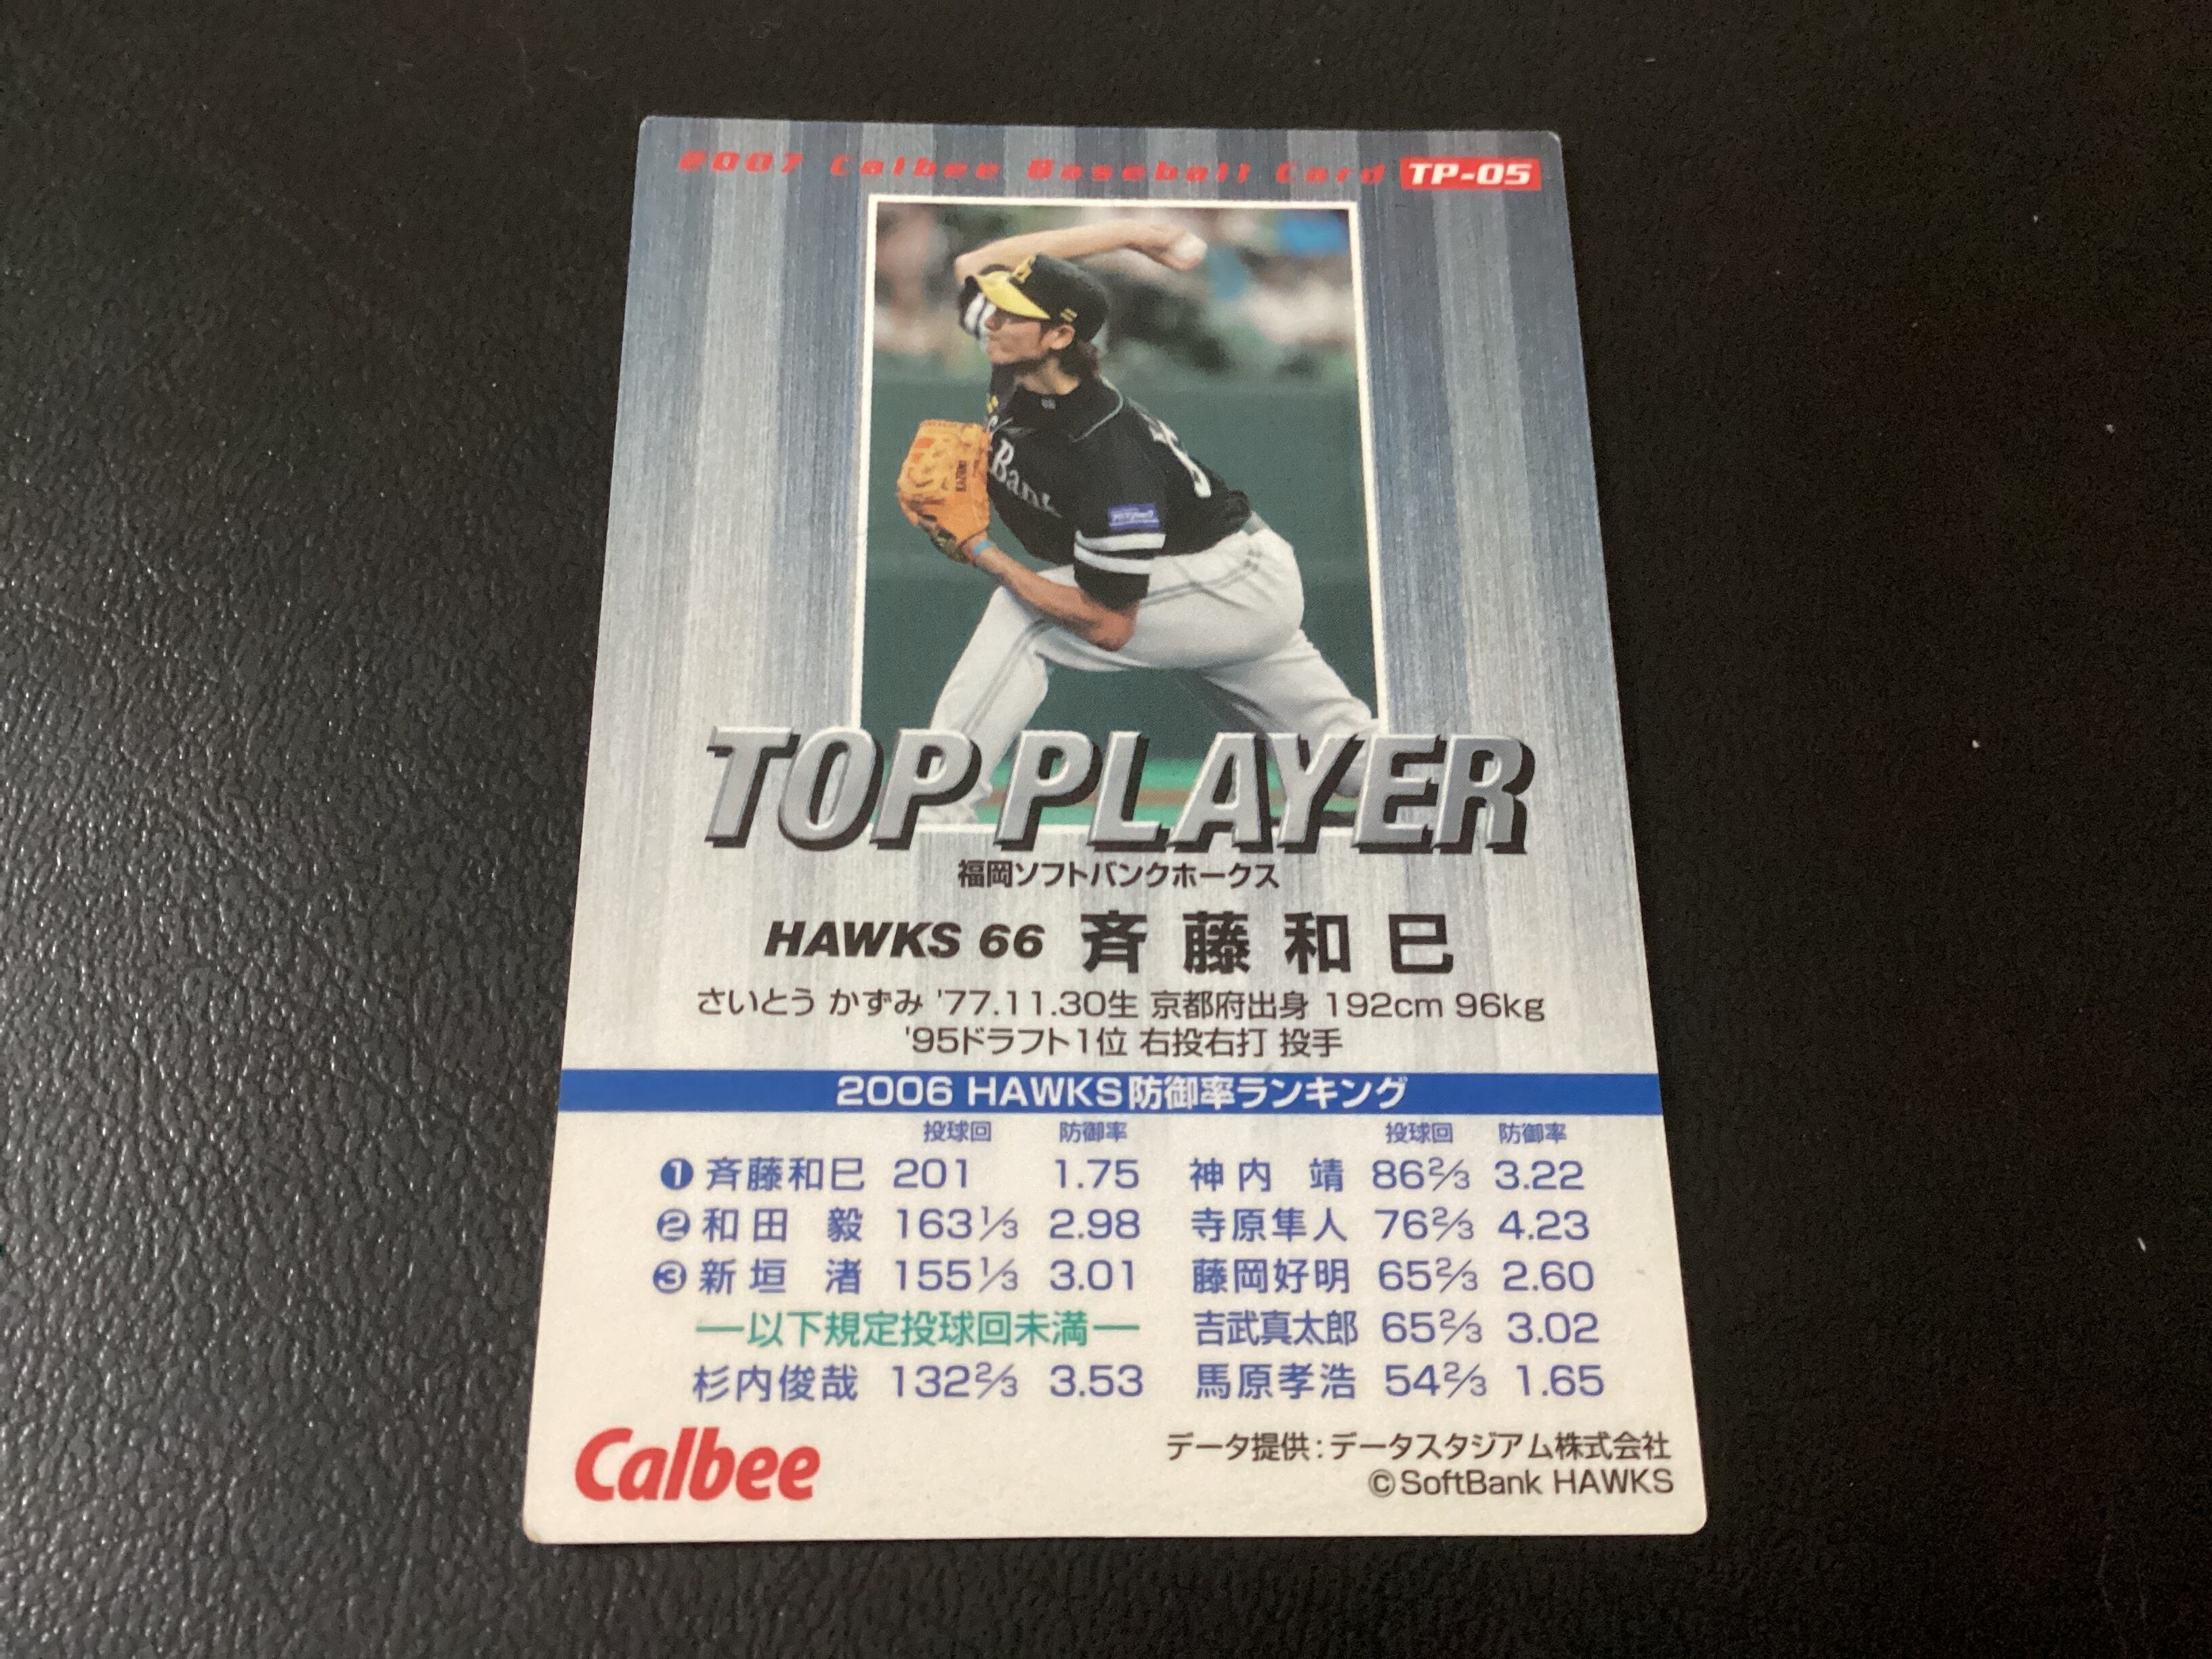 2007 Calbee Baseball Card TP-05
Bank
TOP PLAYER
福岡ソフトバンクホークス
HAWKS 66 斉藤和巳
さいとう かずみ '77.11.30生 京都府出身 192cm 96kg
'95ドラフト1位 右投右打 投手
2006 HAWKS防御率ランキング
投球回 防御率 投球回 防御率
❶斉藤和巳 201 1.75 神内 靖 86⅔ 3.22
❷和田 毅 163⅓ 2.98 寺原隼人 76⅔ 4.23
❸新垣 渚 155⅓ 3.01 藤岡好明 65⅔ 2.60
―以下規定投球回未満― 吉武真太郎 65⅔ 3.02
杉内俊哉 132⅔ 3.53 馬原孝浩 54⅔ 1.65
Calbee
データ提供:データスタジアム株式会社
©SoftBank HAWKS